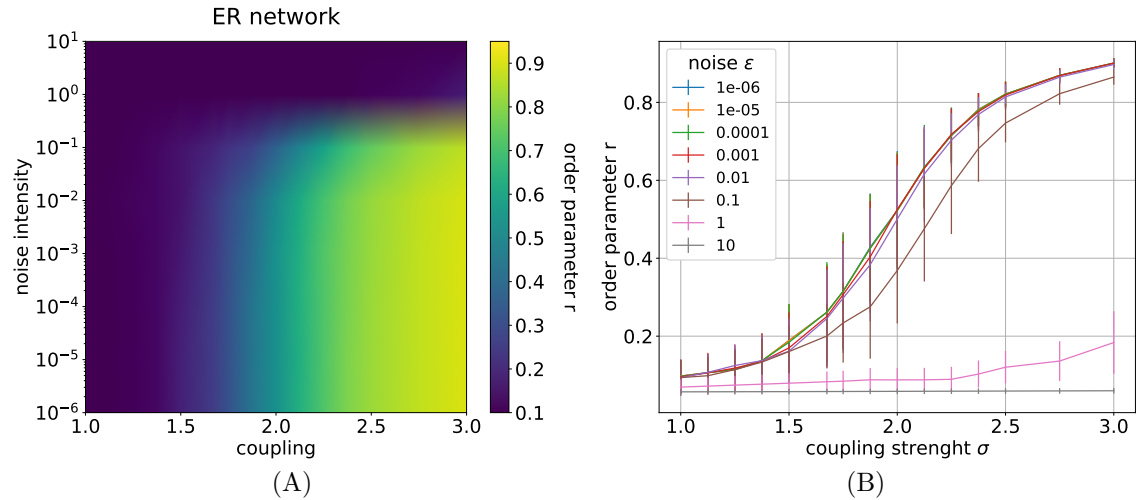 ER network
10^1
10^0
10^-1
10^-2
10^-3
10^-4
10^-5
10^-6
noise intensity
1.0 1.5 2.0 2.5 3.0
coupling
0.9
0.8
0.7
0.6
0.5
0.4
0.3
0.2
0.1
order parameter r
(A)
noise ε
1e-06
1e-05
0.0001
0.001
0.01
0.1
1
10
0.8
0.6
0.4
0.2
order parameter r
1.0 1.5 2.0 2.5 3.0
coupling strenght σ
(B)